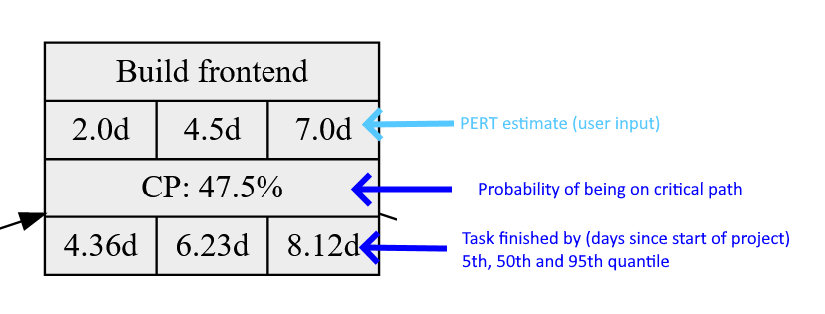 Build frontend
2.0d 4.5d 7.0d
PERT estimate (user input)
CP: 47.5%
Probability of being on critical path
4.36d 6.23d 8.12d
Task finished by (days since start of project)
5th, 50th and 95th quantile